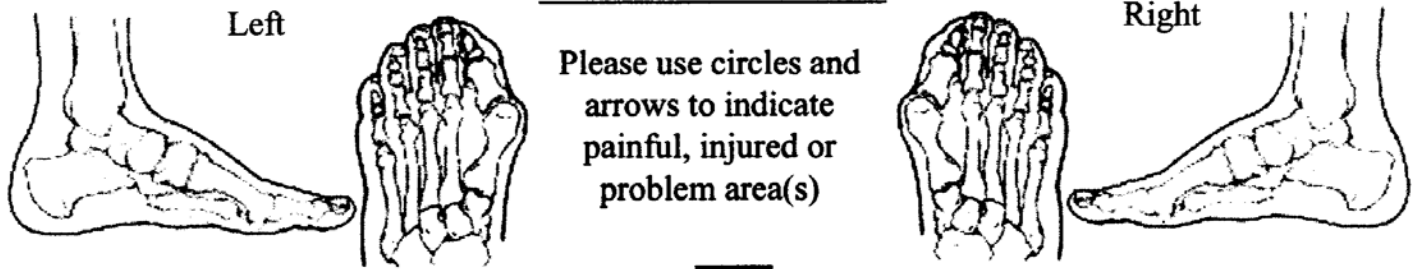 Left
Right
Please use circles and
arrows to indicate
painful, injured or
problem area(s)